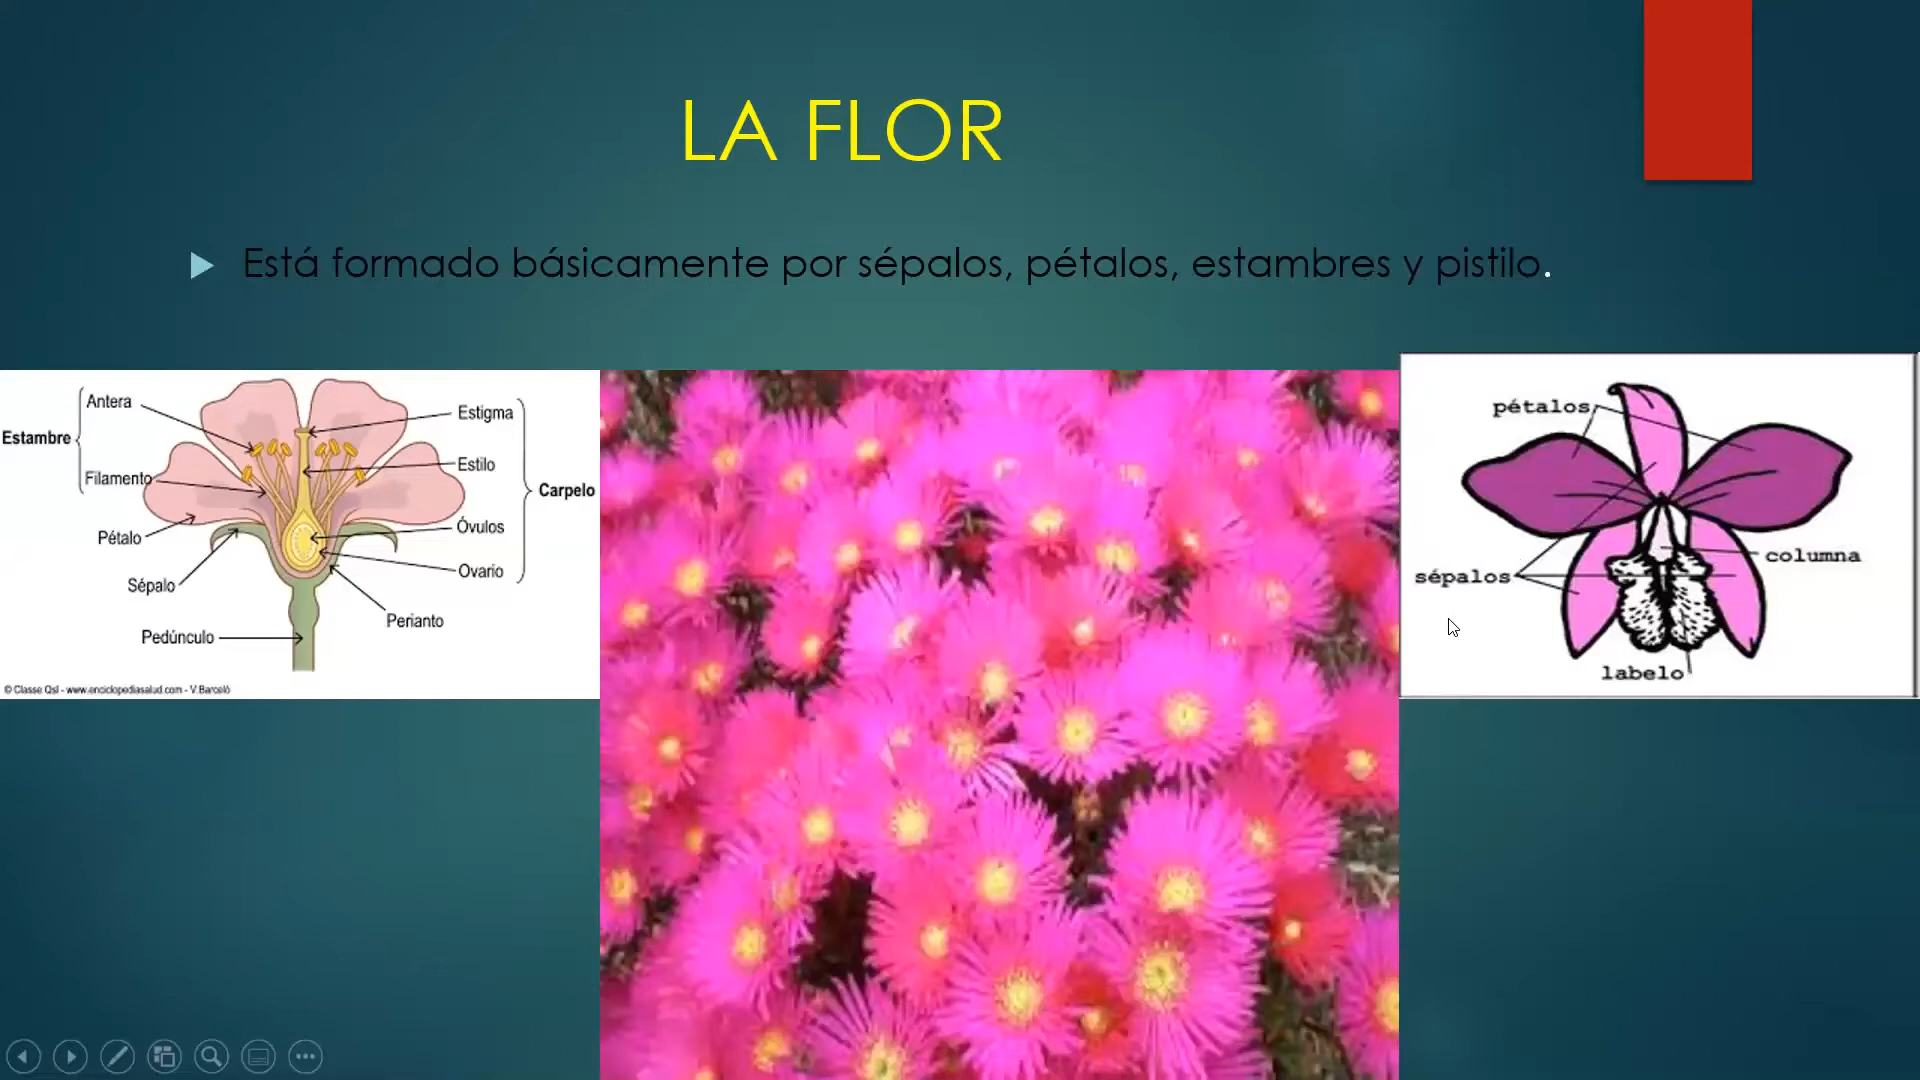 LA FLOR
Está formado básicamente por sépalos, pétalos, estambres y pistilo.
Antera
Estambre
Filamento
Pétalo
Sépalo
Pedúnculo
Estigma
Estilo
Carpelo
Óvulos
Ovario
Perianto
© Classe Qsl - www.enciclopediasalud.com - V.Barceló
pétalos
columna
sépalos
labelo